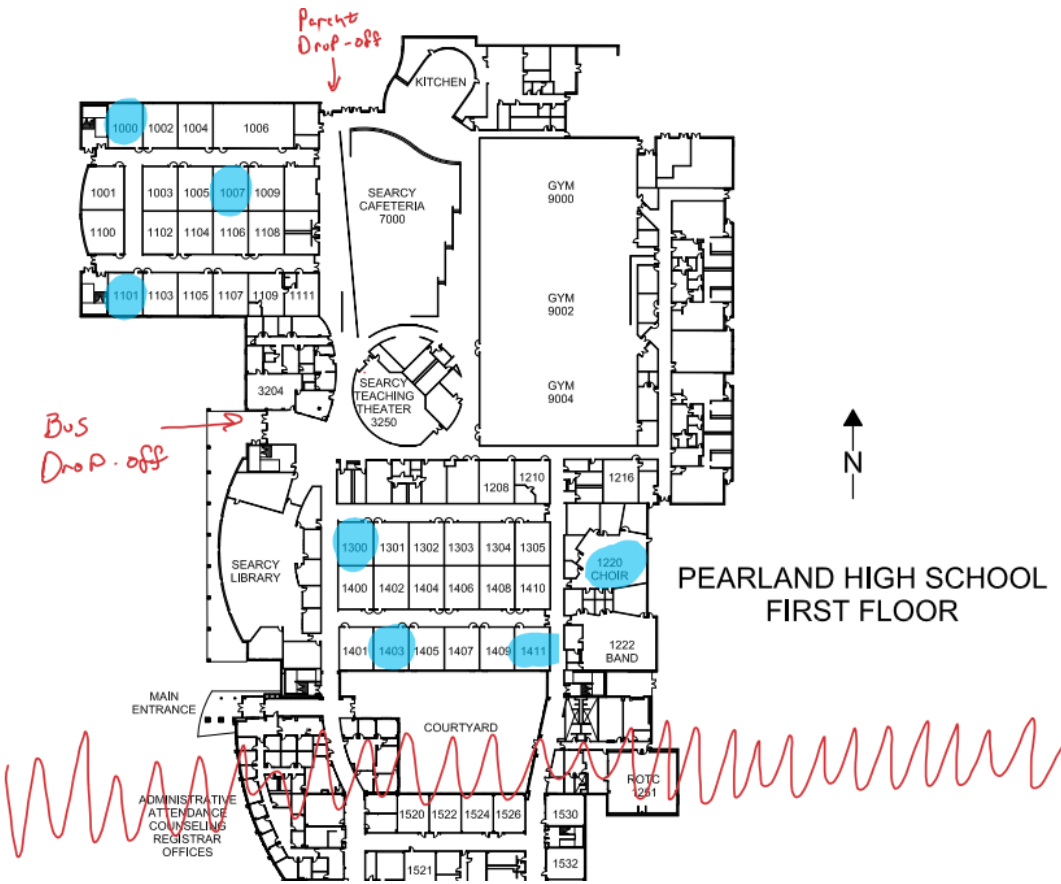 Parent
Drop-off
KITCHEN
1000 1002 1004 1006
1001 1003 1005 1007 1009
1100 1102 1104 1106 1108
1101 1103 1105 1107 1109 1111
SEARCY
CAFETERIA
7000
GYM
9000
GYM
9002
GYM
9004
3204
SEARCY
TEACHING
THEATER
3250
Bus
Drop-off
N
1208 1210 1216
1300 1301 1302 1303 1304 1305
1400 1402 1404 1406 1408 1410
1401 1403 1405 1407 1409 1411
SEARCY
LIBRARY
1220
CHOIR
1222
BAND
PEARLAND HIGH SCHOOL
FIRST FLOOR
MAIN
ENTRANCE
COURTYARD
ROTC
1251
ADMINISTRATIVE
ATTENDANCE
COUNSELING
REGISTRAR
OFFICES
1520 1522 1524 1526 1530
1521 1532